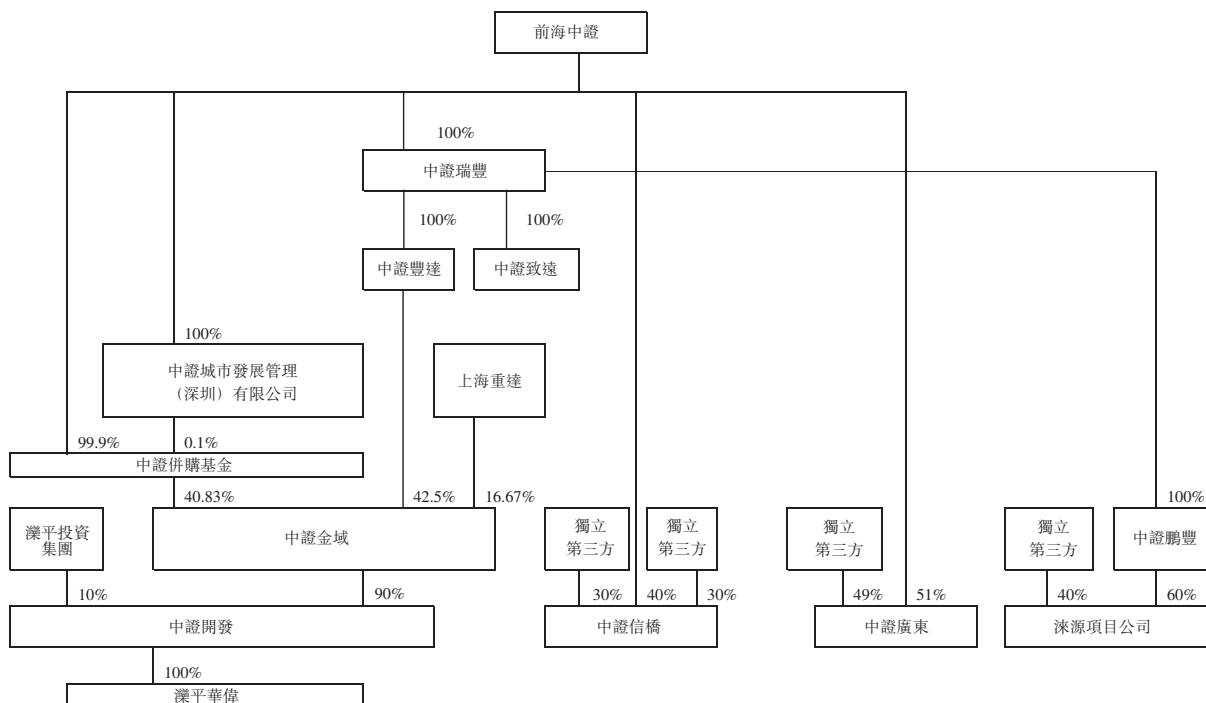 前海中證
100%
中證瑞豐
100%
100%
中證豐達
中證致遠
100%
中證城市發展管理
（深圳）有限公司
上海重達
99.9%
0.1%
中證併購基金
40.83%
42.5%
16.67%
100%
灤平投資
集團
中證金域
獨立
第三方
獨立
第三方
獨立
第三方
獨立
第三方
中證鵬豐
10%
90%
30%
40%
30%
49%
51%
40%
60%
中證開發
中證信橋
中證廣東
淶源項目公司
100%
灤平華偉